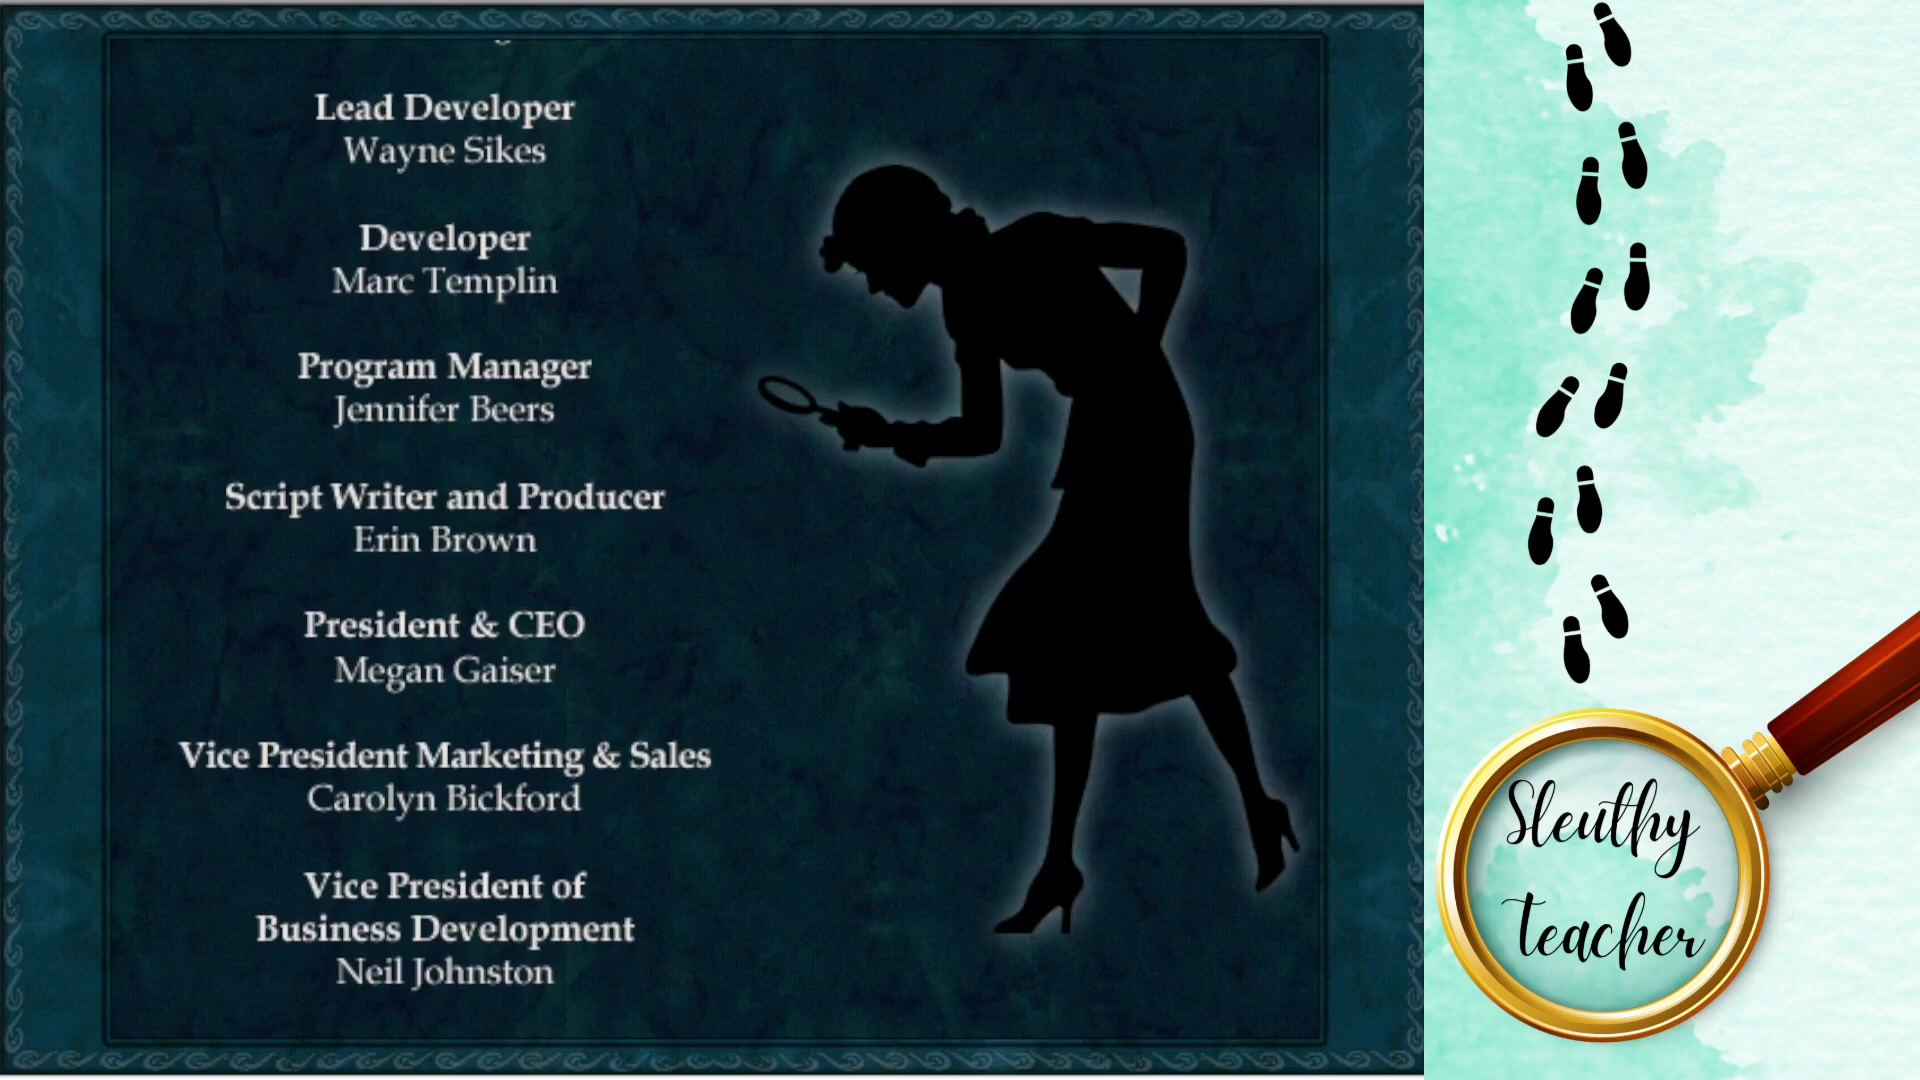 Lead Developer
Wayne Sikes
Developer
Marc Templin
Program Manager
Jennifer Beers
Script Writer and Producer
Erin Brown
President & CEO
Megan Gaiser
Vice President Marketing & Sales
Carolyn Bickford
Vice President of
Business Development
Neil Johnston
Sleuthy
Teacher